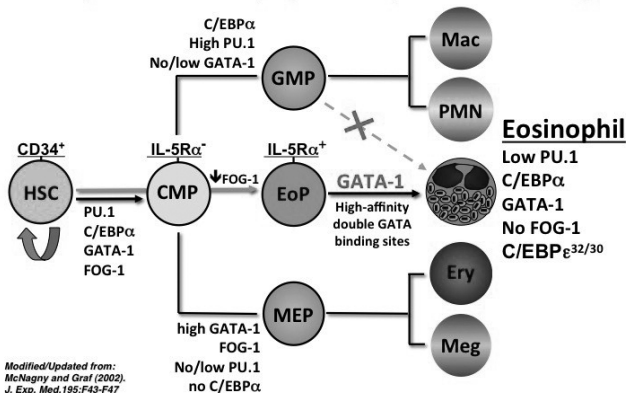 C/EBPα
High PU.1
No/low GATA-1
GMP
Mac
PMN
CD34⁺
HSC
PU.1
C/EBPα
GATA-1
FOG-1
IL-5Rα⁻
CMP
↓FOG-1
IL-5Rα⁺
EoP
GATA-1
High-affinity
double GATA
binding sites
Eosinophil
Low PU.1
C/EBPα
GATA-1
No FOG-1
C/EBPε³²/³⁰
high GATA-1
FOG-1
No/low PU.1
no C/EBPα
MEP
Ery
Meg
Modified/Updated from:
McNagny and Graf (2002).
J. Exp. Med.195:F43-F47